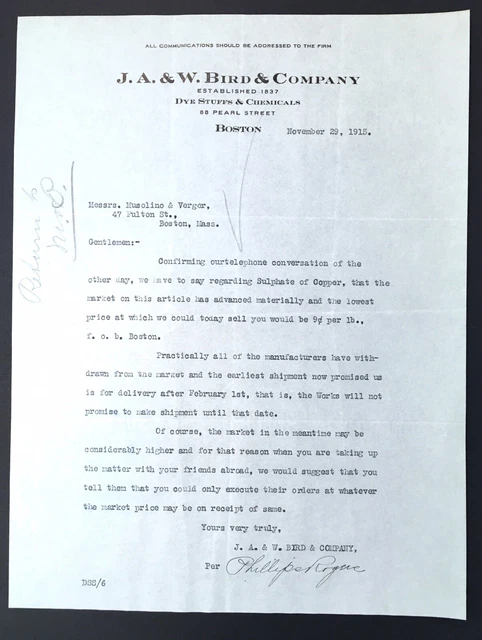 ALL COMMUNICATIONS SHOULD BE ADDRESSED TO THE FIRM
J. A. & W. BIRD & COMPANY
ESTABLISHED 1837
DYE STUFFS & CHEMICALS
88 PEARL STREET
BOSTON
November 29, 1915.
Return to
Messrs. Musolino & Verger,
47 Fulton St.,
Boston, Mass.
Gentlemen:-
Confirming ourtelephone conversation of the
other day, we have to say regarding Sulphate of Copper, that the
market on this article has advanced materially and the lowest
price at which we could today sell you would be 9¢ per lb.,
f. o. b. Boston.
Practically all of the manufacturers have with-
drawn from the market and the earliest shipment now promised us
is for delivery after February 1st, that is, the Works will not
promise to make shipment until that date.
Of course, the market in the meantime may be
considerably higher and for that reason when you are taking up
the matter with your friends abroad, we would suggest that you
tell them that you could only execute their orders at whatever
the market price may be on receipt of same.
Yours very truly,
J. A. & W. BIRD & COMPANY,
Per Phillips Rogue
DSS/6